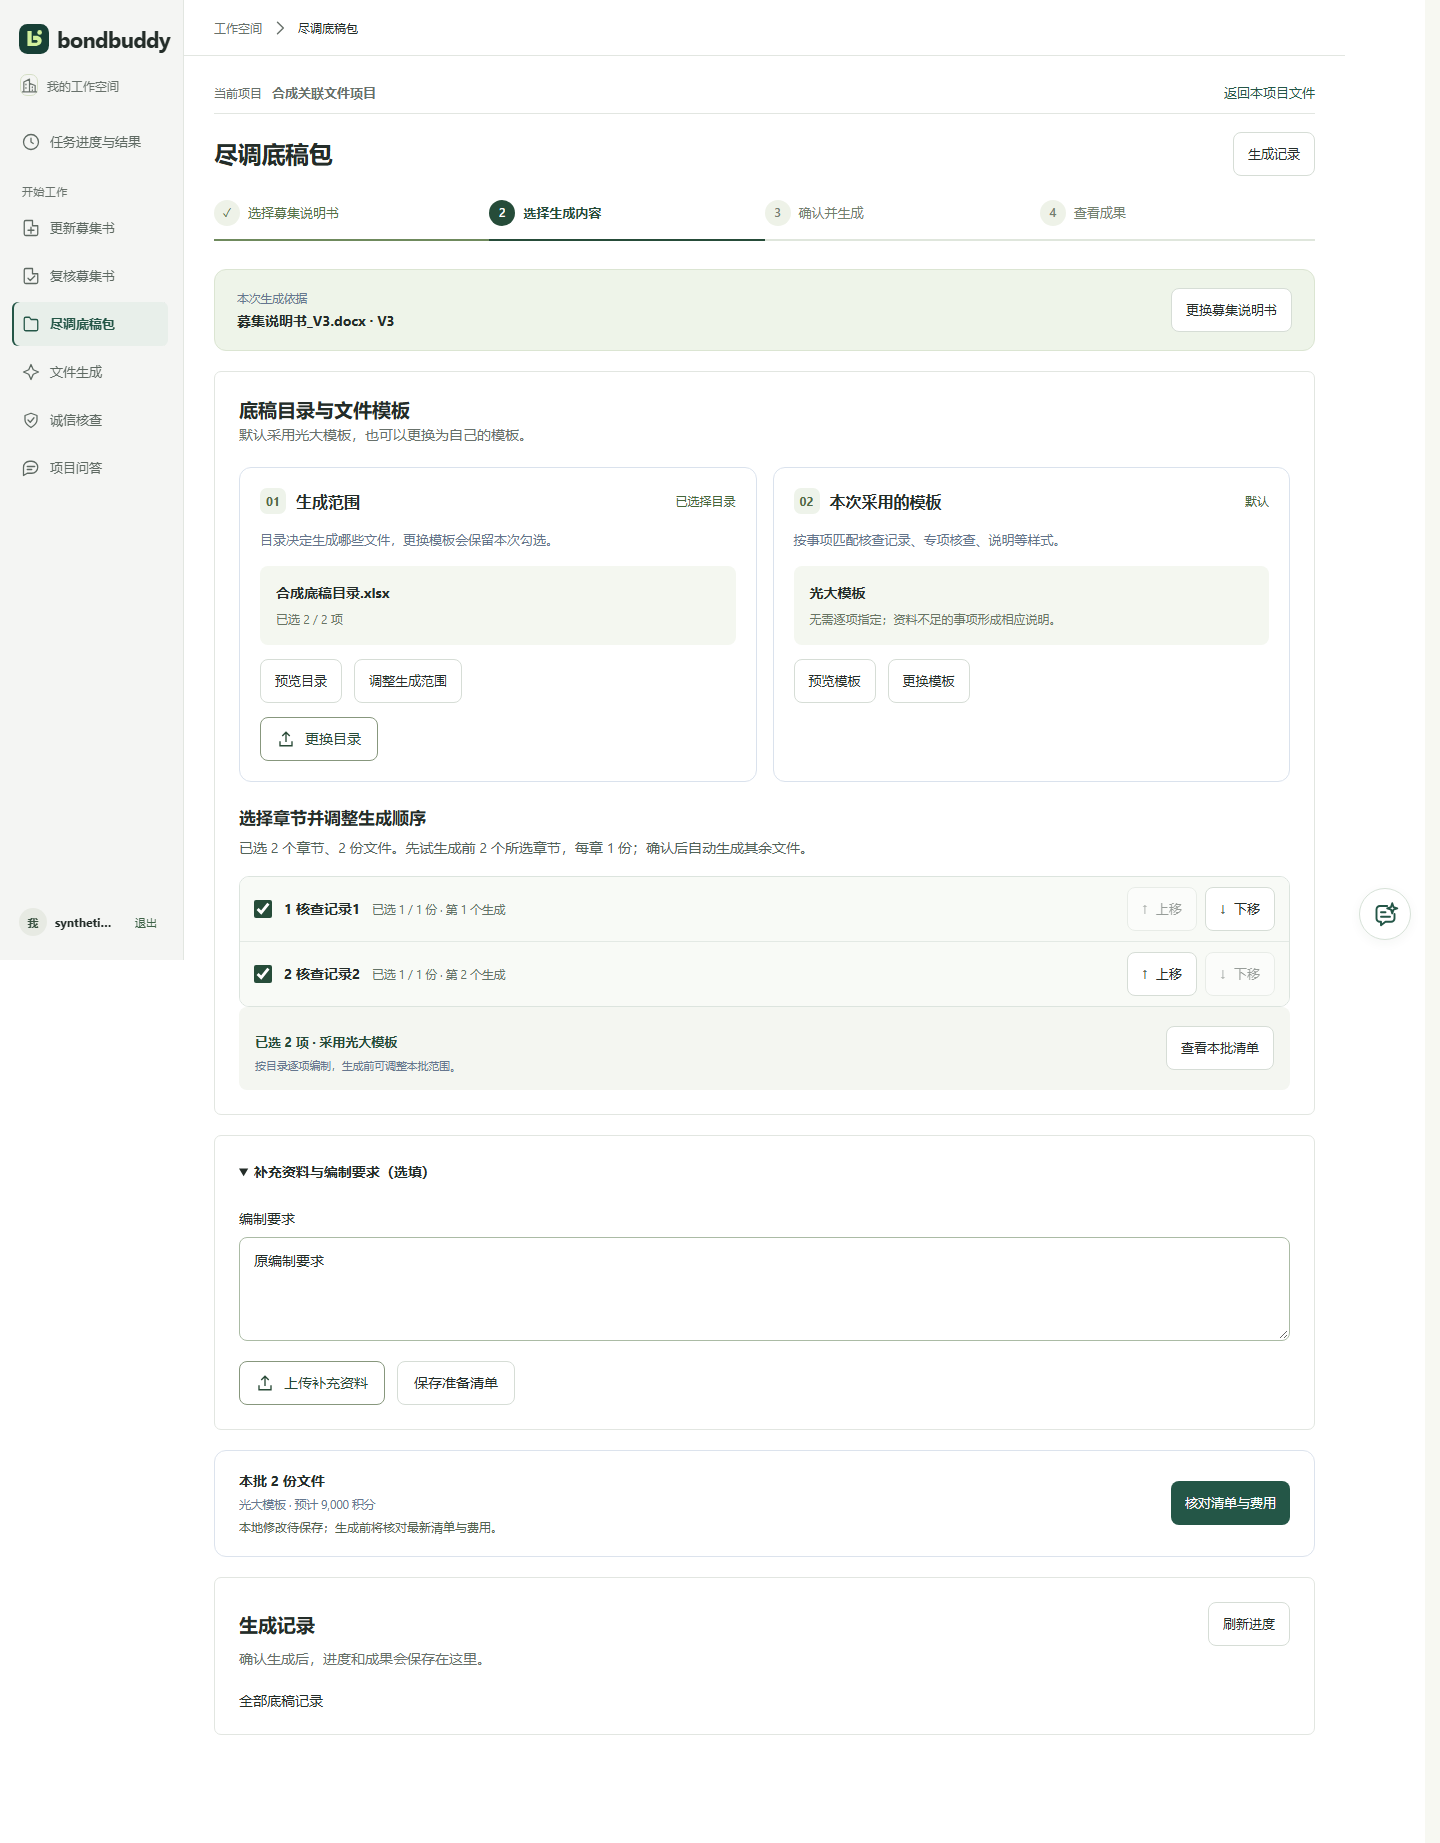 bondbuddy
我的工作空间
任务进度与结果
开始工作
更新募集书
复核募集书
尽调底稿包
文件生成
诚信核查
项目问答
我 syntheti... 退出
工作空间 > 尽调底稿包
当前项目 合成关联文件项目 返回本项目文件
尽调底稿包 生成记录
✓ 选择募集说明书 2 选择生成内容 3 确认并生成 4 查看成果
本次生成依据
募集说明书_V3.docx · V3
更换募集说明书
底稿目录与文件模板
默认采用光大模板，也可以更换为自己的模板。
01 生成范围 已选择目录
目录决定生成哪些文件，更换模板会保留本次勾选。
合成底稿目录.xlsx
已选 2 / 2 项
预览目录 调整生成范围
更换目录
02 本次采用的模板 默认
按事项匹配核查记录、专项核查、说明等样式。
光大模板
无需逐项指定；资料不足的事项形成相应说明。
预览模板 更换模板
选择章节并调整生成顺序
已选 2 个章节、2 份文件。先试生成前 2 个所选章节，每章 1 份；确认后自动生成其余文件。
1 核查记录1 已选 1 / 1 份 · 第 1 个生成 ↑ 上移 ↓ 下移
2 核查记录2 已选 1 / 1 份 · 第 2 个生成 ↑ 上移 ↓ 下移
已选 2 项 · 采用光大模板
按目录逐项编制，生成前可调整本批范围。
查看本批清单
▼ 补充资料与编制要求（选填）
编制要求
原编制要求
上传补充资料 保存准备清单
本批 2 份文件
光大模板 · 预计 9,000 积分
本地修改待保存；生成前将核对最新清单与费用。
核对清单与费用
生成记录 刷新进度
确认生成后，进度和成果会保存在这里。
全部底稿记录